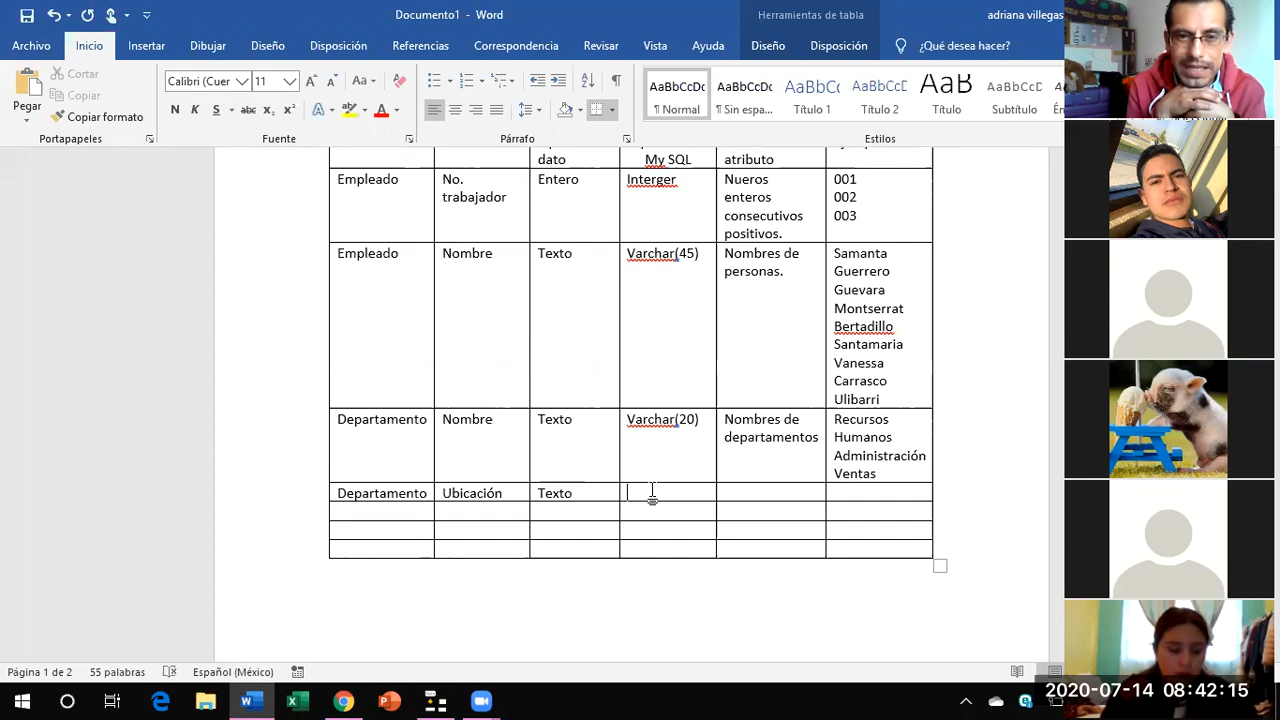 Documento1 - Word
Herramientas de tabla
adriana villegas
Archivo
Inicio
Insertar
Dibujar
Diseño
Disposición
Referencias
Correspondencia
Revisar
Vista
Ayuda
Diseño
Disposición
¿Qué desea hacer?
Pegar
Cortar
Copiar
Copiar formato
Portapapeles
Calibri (Cuer
11
Aa
N K S abc x₂ x²
Fuente
Párrafo
AaBbCcDc
¶ Normal
AaBbCcDc
¶ Sin espa...
AaBbCc
Título 1
AaBbCcD
Título 2
AaB
Título
AaBbCcD
Subtítulo
Estilos
dato
My SQL
atributo
Empleado
No.
trabajador
Entero
Interger
Nueros
enteros
consecutivos
positivos.
001
002
003
Empleado
Nombre
Texto
Varchar(45)
Nombres de
personas.
Samanta
Guerrero
Guevara
Montserrat
Bertadillo
Santamaria
Vanessa
Carrasco
Ulibarri
Departamento
Nombre
Texto
Varchar(20)
Nombres de
departamentos
Recursos
Humanos
Administración
Ventas
Departamento
Ubicación
Texto
Página 1 de 2
55 palabras
Español (México)
2020-07-14 08:42:15